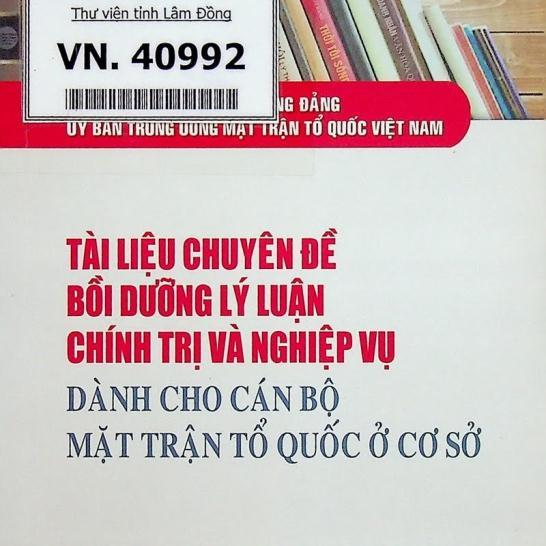 Thư viện tỉnh Lâm Đồng
VN. 40992
NG ĐẢNG
ỦY BAN TRUNG ƯƠNG MẶT TRẬN TỔ QUỐC VIỆT NAM
TÀI LIỆU CHUYÊN ĐỀ
BỒI DƯỠNG LÝ LUẬN
CHÍNH TRỊ VÀ NGHIỆP VỤ
DÀNH CHO CÁN BỘ
MẶT TRẬN TỔ QUỐC Ở CƠ SỞ